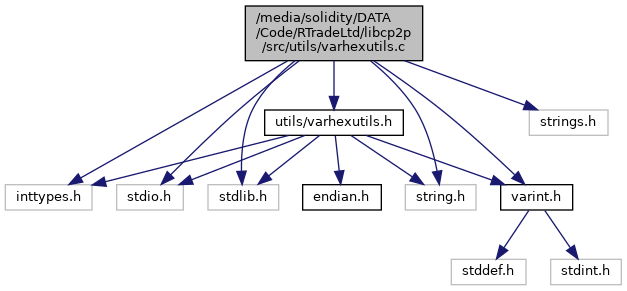 /media/solidity/DATA
/Code/RTradeLtd/libcp2p
/src/utils/varhexutils.c
utils/varhexutils.h
strings.h
inttypes.h
stdio.h
stdlib.h
endian.h
string.h
varint.h
stddef.h
stdint.h